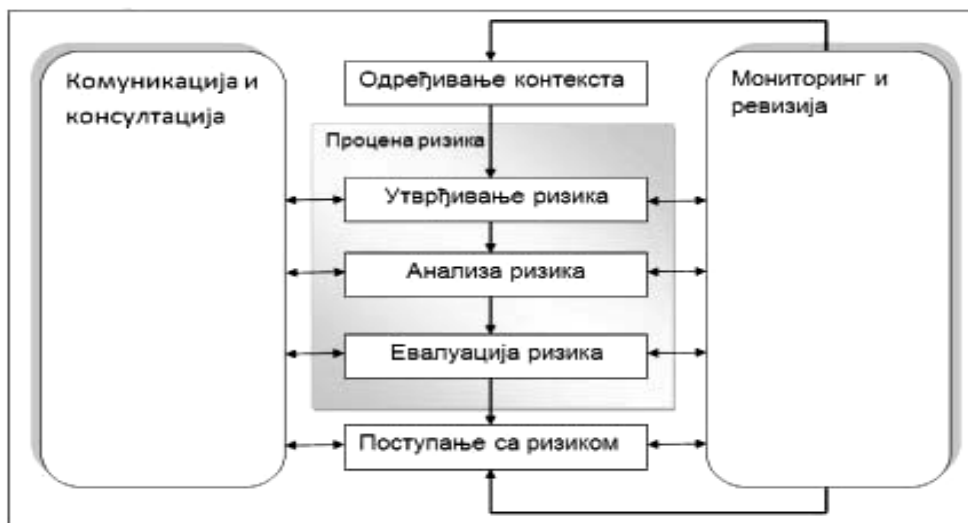 Комуникација и
консултација
Одређивање контекста
Процена ризика
Утврђивање ризика
Анализа ризика
Евалуација ризика
Поступање са ризиком
Мониторинг и
ревизија